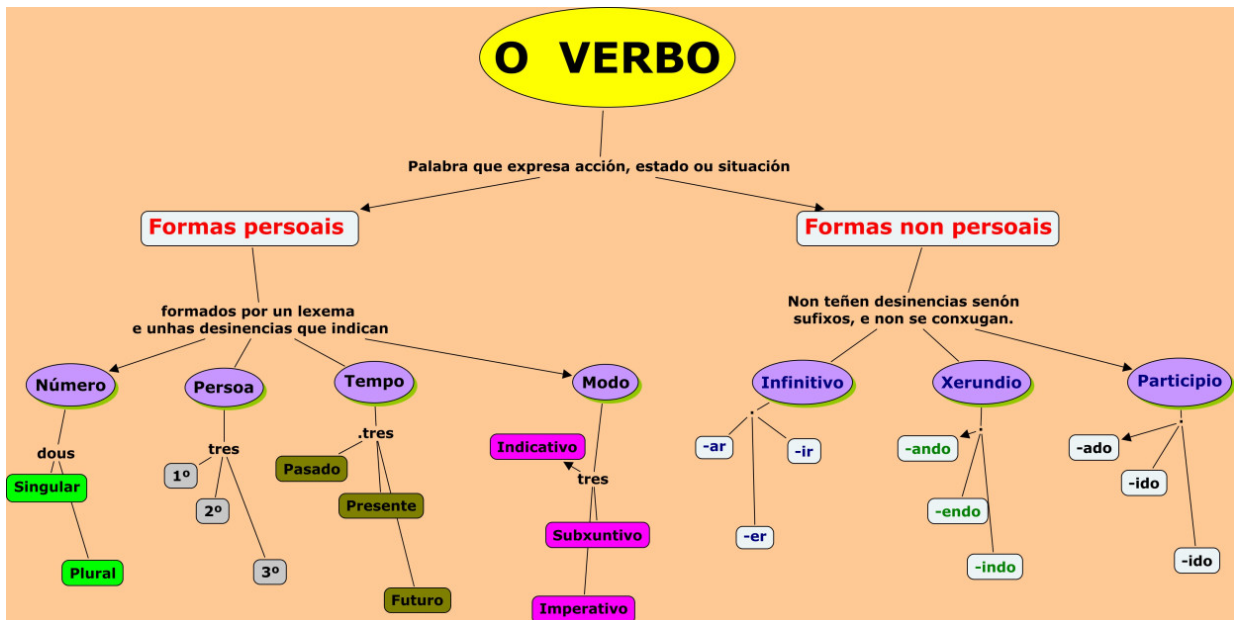 O VERBO
Palabra que expresa acción, estado ou situación
Formas persoais
Formas non persoais
formados por un lexema
e unhas desinencias que indican
Non teñen desinencias senón
sufixos, e non se conxugan.
Número
Persoa
Tempo
Modo
Infinitivo
Xerundio
Participio
dous
Singular
Plural
tres
1º
2º
3º
.tres
Pasado
Presente
Futuro
Indicativo
tres
Subxuntivo
Imperativo
-ar
-ir
-er
-ando
-endo
-indo
-ado
-ido
-ido